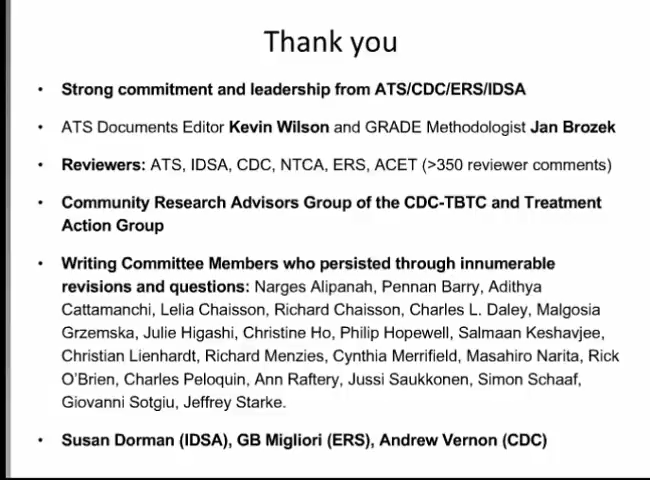 Thank you
• Strong commitment and leadership from ATS/CDC/ERS/IDSA
• ATS Documents Editor Kevin Wilson and GRADE Methodologist Jan Brozek
• Reviewers: ATS, IDSA, CDC, NTCA, ERS, ACET (>350 reviewer comments)
• Community Research Advisors Group of the CDC-TBTC and Treatment
Action Group
• Writing Committee Members who persisted through innumerable
revisions and questions: Narges Alipanah, Pennan Barry, Adithya
Cattamanchi, Lelia Chaisson, Richard Chaisson, Charles L. Daley, Malgosia
Grzemska, Julie Higashi, Christine Ho, Philip Hopewell, Salmaan Keshavjee,
Christian Lienhardt, Richard Menzies, Cynthia Merrifield, Masahiro Narita, Rick
O'Brien, Charles Peloquin, Ann Raftery, Jussi Saukkonen, Simon Schaaf,
Giovanni Sotgiu, Jeffrey Starke.
• Susan Dorman (IDSA), GB Migliori (ERS), Andrew Vernon (CDC)